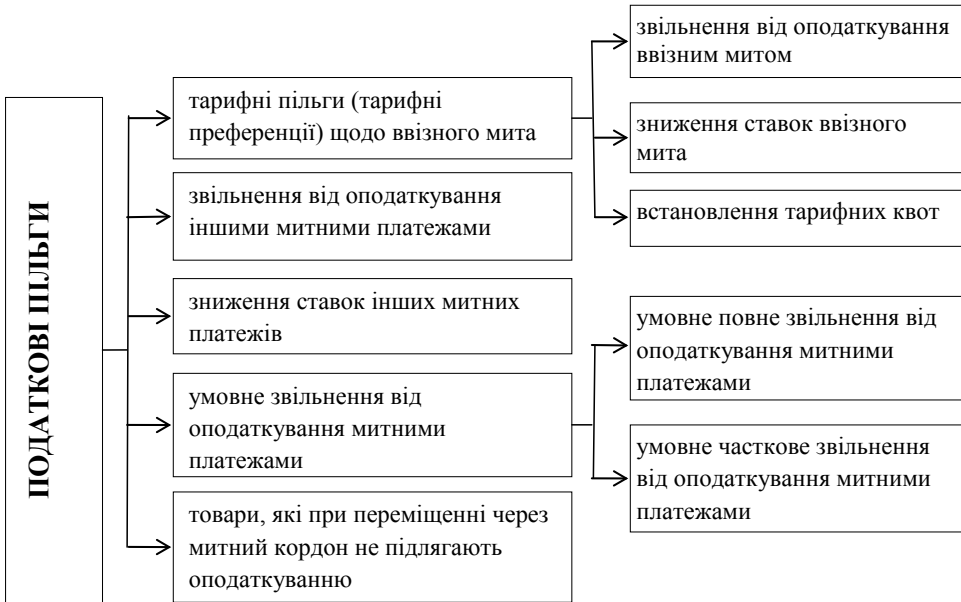 ПОДАТКОВІ ПІЛЬГИ
тарифні пільги (тарифні
преференції) щодо ввізного мита
звільнення від оподаткування
ввізним митом
зниження ставок ввізного
мита
встановлення тарифних квот
звільнення від оподаткування
іншими митними платежами
зниження ставок інших митних
платежів
умовне звільнення від
оподаткування митними
платежами
умовне повне звільнення від
оподаткування митними
платежами
умовне часткове звільнення
від оподаткування митними
платежами
товари, які при переміщенні через
митний кордон не підлягають
оподаткуванню